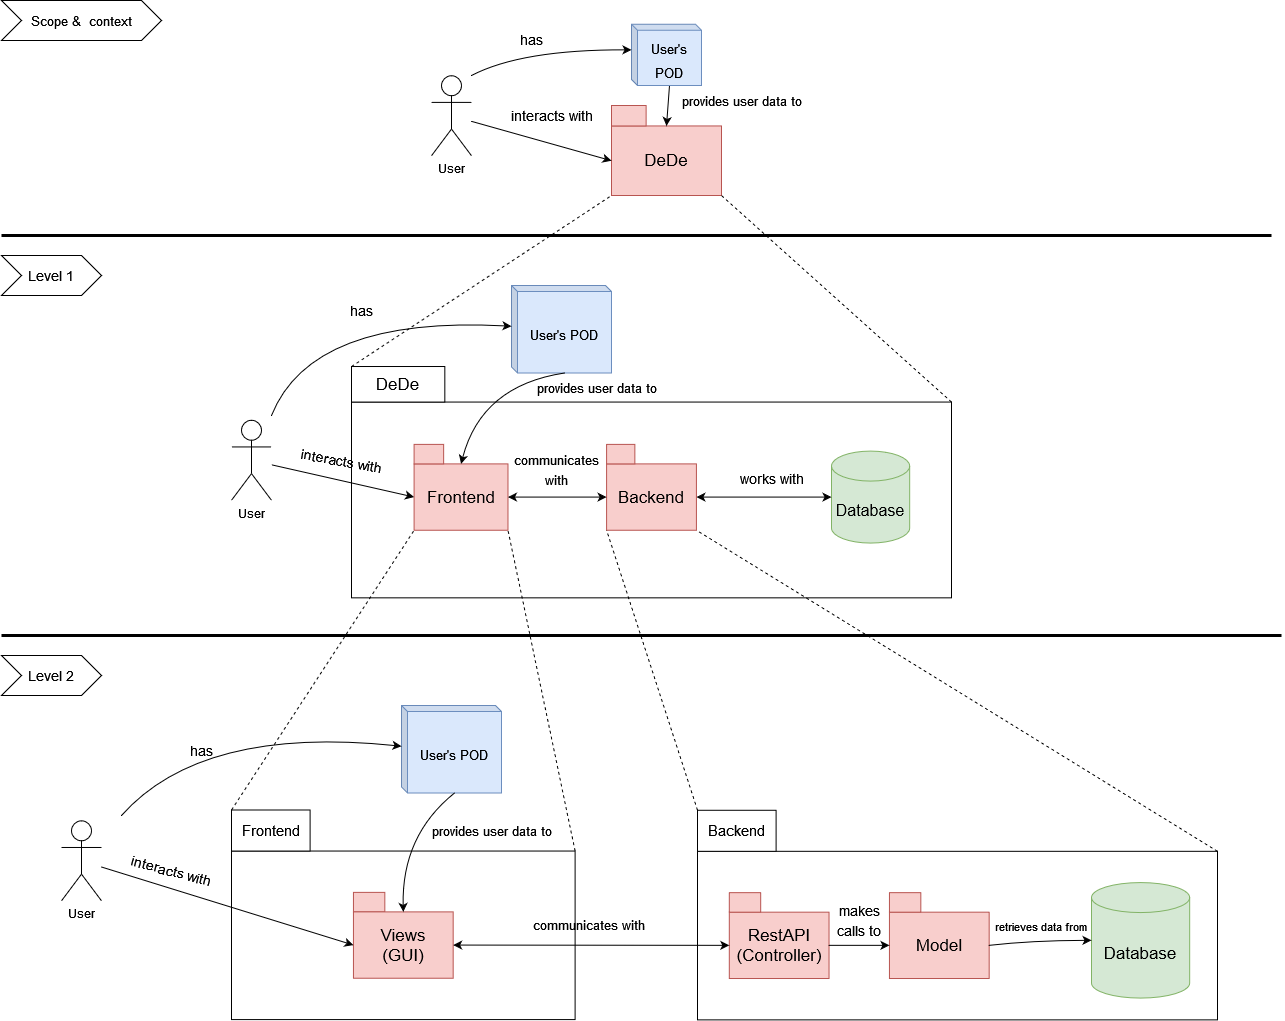 Scope & context
has
User's
POD
provides user data to
interacts with
DeDe
User
Level 1
has
User's POD
DeDe
provides user data to
interacts with
communicates
with
works with
Frontend
Backend
Database
User
Level 2
has
User's POD
Frontend
provides user data to
Backend
interacts with
User
communicates with
makes
calls to
retrieves data from
Views
(GUI)
RestAPI
(Controller)
Model
Database